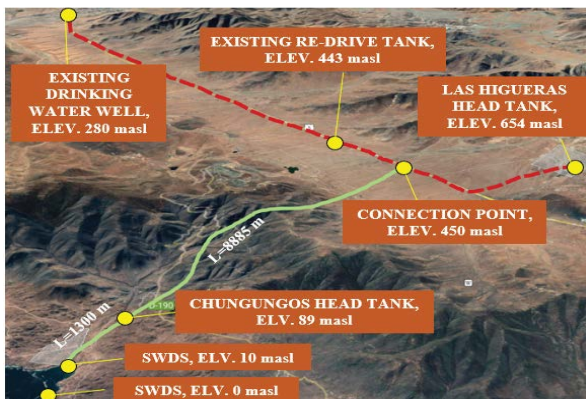 EXISTING RE-DRIVE TANK,
ELEV. 443 masl
EXISTING
DRINKING
WATER WELL,
ELEV. 280 masl
LAS HIGUERAS
HEAD TANK,
ELEV. 654 masl
CONNECTION POINT,
ELEV. 450 masl
L=8885 m
L=1300 m
D-190
CHUNGUNGOS HEAD TANK,
ELV. 89 masl
SWDS, ELV. 10 masl
SWDS, ELV. 0 masl